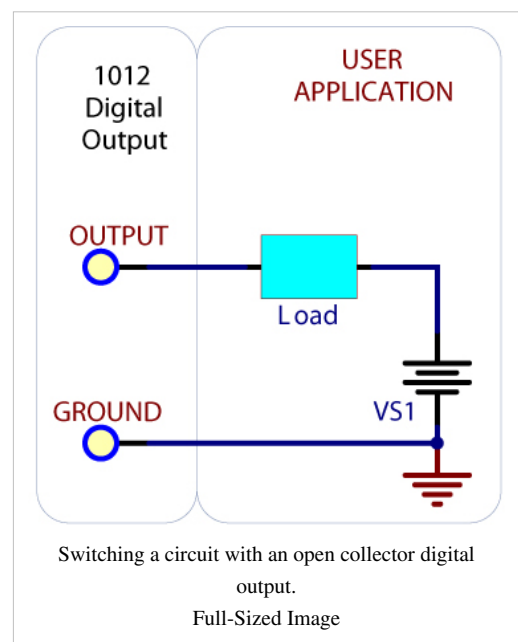 1012
Digital
Output
USER
APPLICATION
OUTPUT
Load
GROUND
VS1
Switching a circuit with an open collector digital
output.
Full-Sized Image